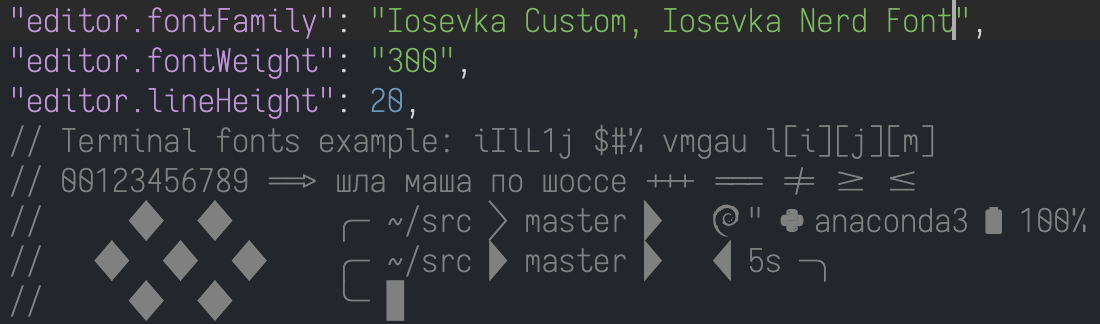 "editor.fontFamily": "Iosevka Custom, Iosevka Nerd Font",
"editor.fontWeight": "300",
"editor.lineHeight": 20,
// Terminal fonts example: iIlL1j $#% vmgau l[i][j][m]
// 00123456789 ==> шла маша по шоссе +++ === != >= <=
//      ♦ ♦      ╭─ ~/src  master      " anaconda3  100%
//     ♦ ♦ ♦     ╭─ ~/src  master      5s ─╮
//      ♦ ♦      ╰─ █